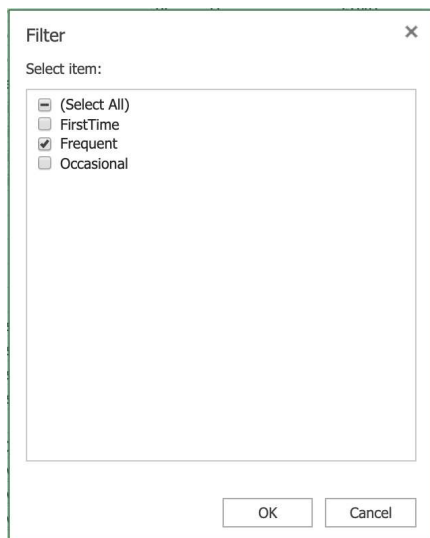 Filter
Select item:
(Select All)
FirstTime
Frequent
Occasional
OK
Cancel